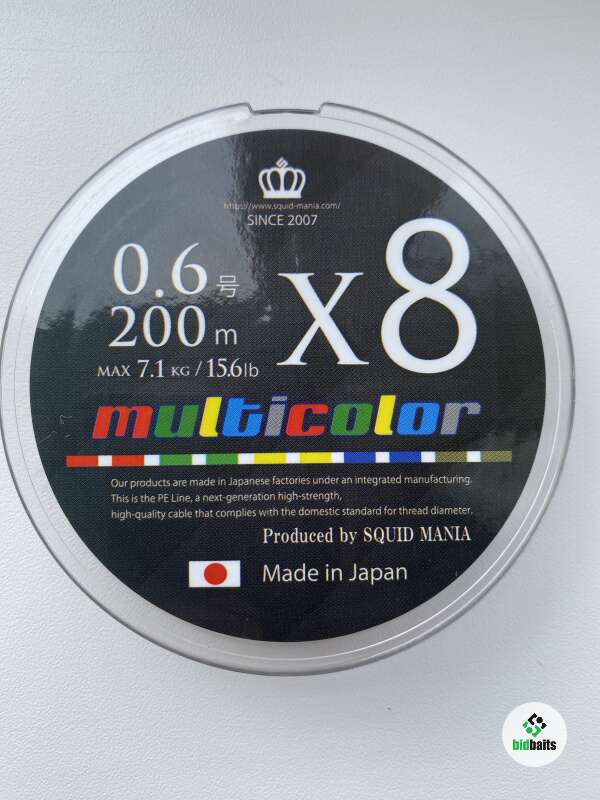 https://www.squid-mania.com/
SINCE 2007
0.6号
200m
MAX 7.1 KG / 15.6lb
X8
multicolor
Our products are made in Japanese factories under an integrated manufacturing.
This is the PE Line, a next-generation high-strength,
high-quality cable that complies with the domestic standard for thread diameter.
Produced by SQUID MANIA
Made in Japan
bidbaits